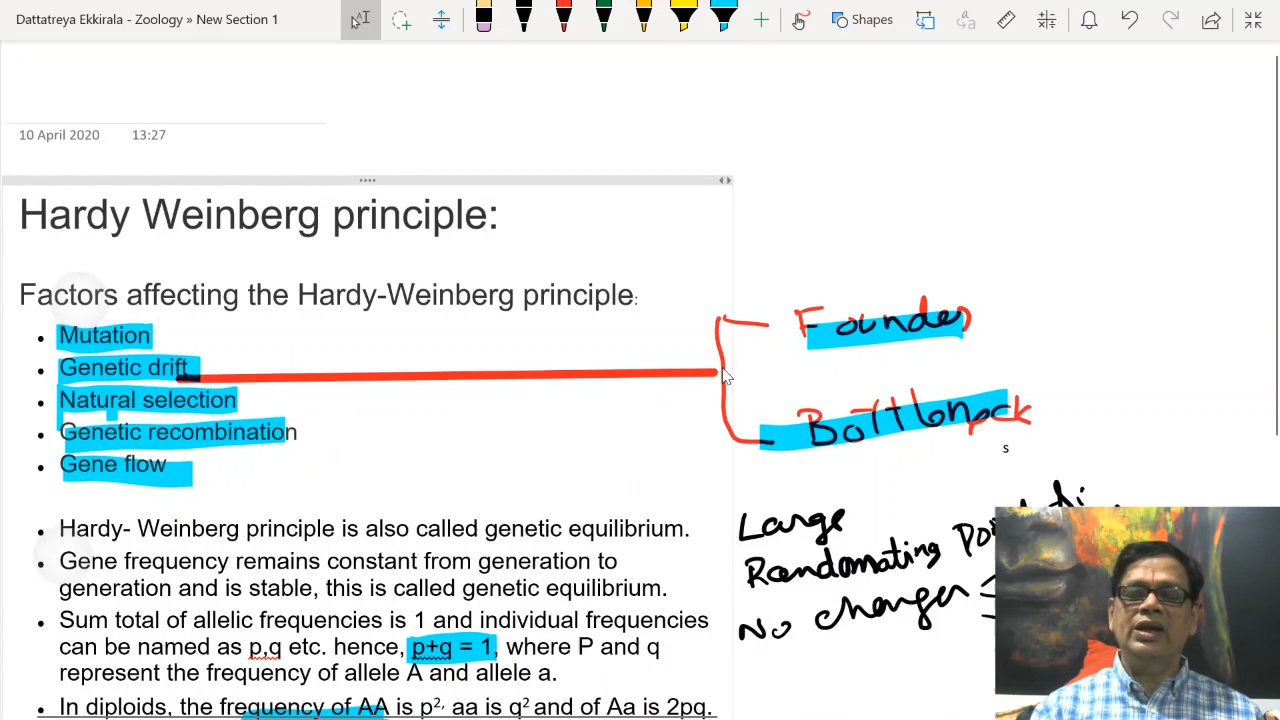 Dattatreya Ekkirala - Zoology » New Section 1
Shapes
10 April 2020 13:27
Hardy Weinberg principle:
Factors affecting the Hardy-Weinberg principle:
• Mutation
• Genetic drift
• Natural selection
• Genetic recombination
• Gene flow
Founder
Bottleneck
s
Large
No changes
• Hardy- Weinberg principle is also called genetic equilibrium.
• Gene frequency remains constant from generation to
generation and is stable, this is called genetic equilibrium.
• Sum total of allelic frequencies is 1 and individual frequencies
can be named as p,q etc. hence, p+q = 1, where P and q
represent the frequency of allele A and allele a.
• In diploids, the frequency of AA is p², aa is q² and of Aa is 2pq.